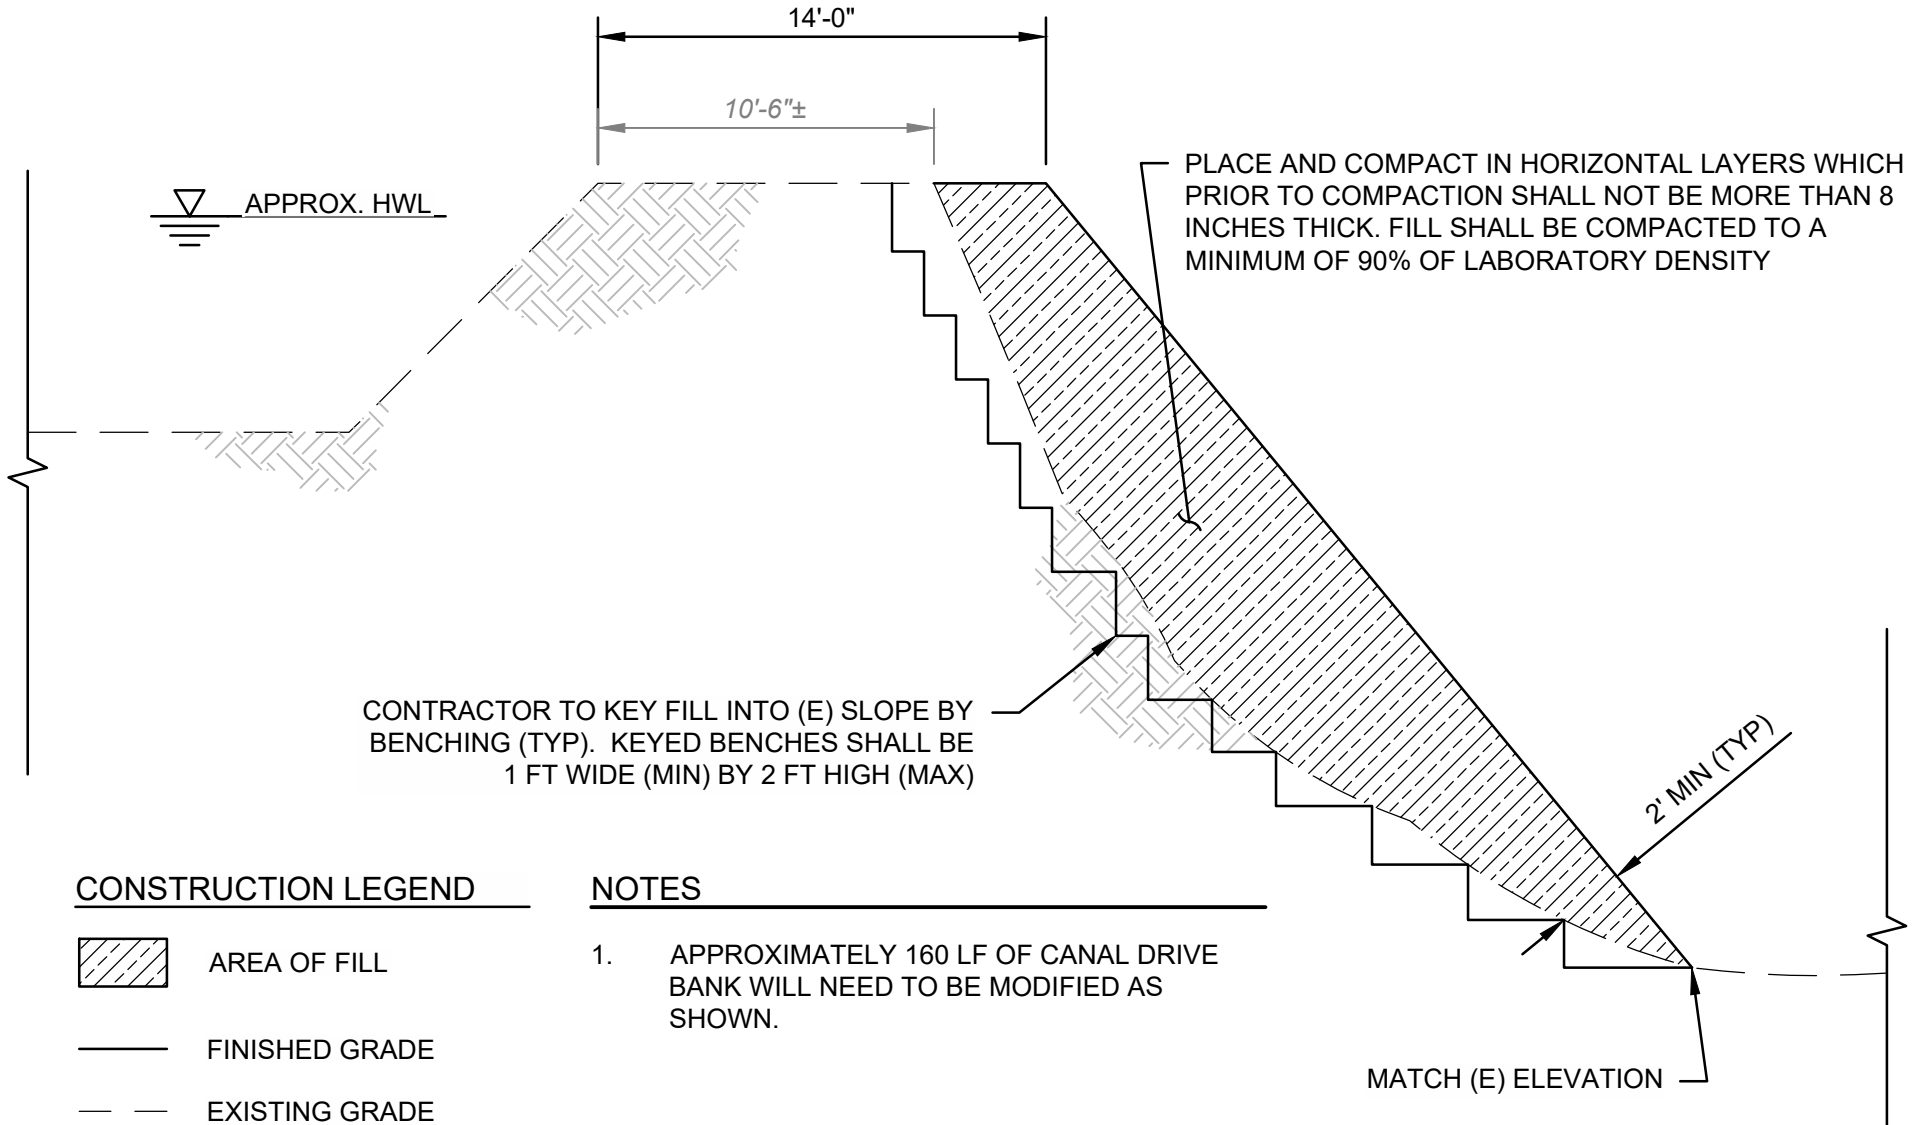 14'-0"
10'-6"±
APPROX. HWL
PLACE AND COMPACT IN HORIZONTAL LAYERS WHICH
PRIOR TO COMPACTION SHALL NOT BE MORE THAN 8
INCHES THICK. FILL SHALL BE COMPACTED TO A
MINIMUM OF 90% OF LABORATORY DENSITY
CONTRACTOR TO KEY FILL INTO (E) SLOPE BY
BENCHING (TYP). KEYED BENCHES SHALL BE
1 FT WIDE (MIN) BY 2 FT HIGH (MAX)
2' MIN (TYP)
CONSTRUCTION LEGEND
AREA OF FILL
FINISHED GRADE
EXISTING GRADE
NOTES
1. APPROXIMATELY 160 LF OF CANAL DRIVE
BANK WILL NEED TO BE MODIFIED AS
SHOWN.
MATCH (E) ELEVATION